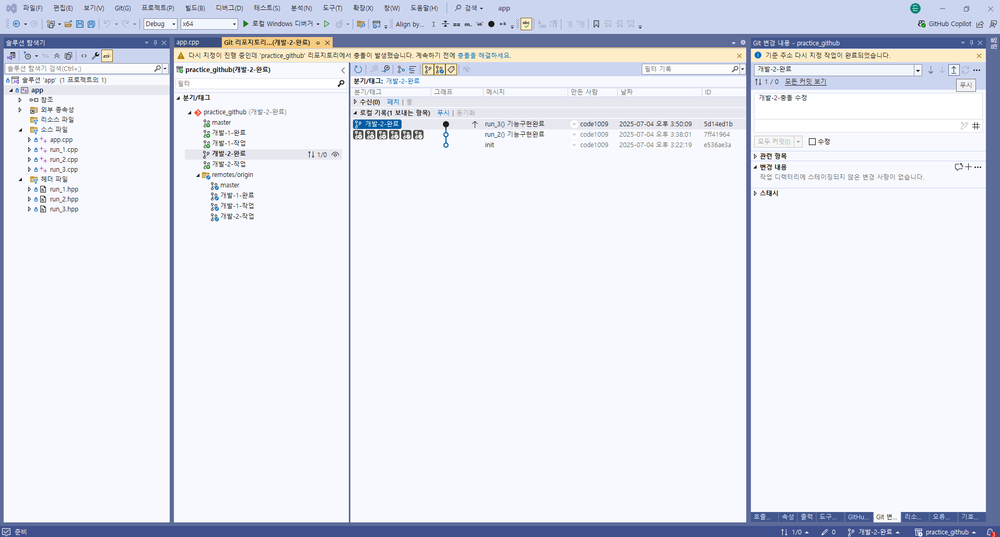 파일(F) 편집(E) 보기(V) Git(G) 프로젝트(P) 빌드(B) 디버그(D) 테스트(S) 분석(N) 도구(T) 확장(X) 창(W) 도움말(H) 검색 app
Debug x64 로컬 Windows 디버거 Align by... GitHub Copilot
솔루션 탐색기
솔루션 탐색기 검색(Ctrl+;)
솔루션 'app' (1 프로젝트의 1)
app
참조
외부 종속성
리소스 파일
소스 파일
app.cpp
run_1.cpp
run_2.cpp
run_3.cpp
헤더 파일
run_1.hpp
run_2.hpp
run_3.hpp
app.cpp Git 리포지토리...(개발-2-완료)
다시 지정이 진행 중인데 'practice_github' 리포지토리에서 충돌이 발생했습니다. 계속하기 전에 충돌을 해결하세요.
practice_github(개발-2-완료)
필터
분기/태그
practice_github (개발-2-완료)
master
개발-1-완료
개발-1-작업
개발-2-완료 1/0
개발-2-작업
remotes/origin
master
개발-1-완료
개발-1-작업
개발-2-작업
필터 기록
분기/태그: 개발-2-완료
분기/태그 그래프 메시지 만든 사람 날짜 ID
수신(0) 페치 | 풀
로컬 기록(1 보내는 항목) 푸시 | 동기화
개발-2-완료 run_3() 기능구현완료 code1009 2025-07-04 오후 3:50:09 5d14ed1b
run_2() 기능구현완료 code1009 2025-07-04 오후 3:38:01 7ff41964
init code1009 2025-07-04 오후 3:22:19 e536ae3a
Git 변경 내용 - practice_github
기준 주소 다시 지정 작업이 완료되었습니다.
개발-2-완료
1 / 0 모든 커밋 보기
푸시
개발-2-충돌 수정
모두 커밋(I) 수정
관련 항목
변경 내용
작업 디렉터리에 스테이징되지 않은 변경 사항이 없습니다.
스태시
알림
호출... 속성 출력 도구... GitHu... Git 변... 리소... 오류... 기호...
준비 1/0 0 개발-2-완료 practice_github 3